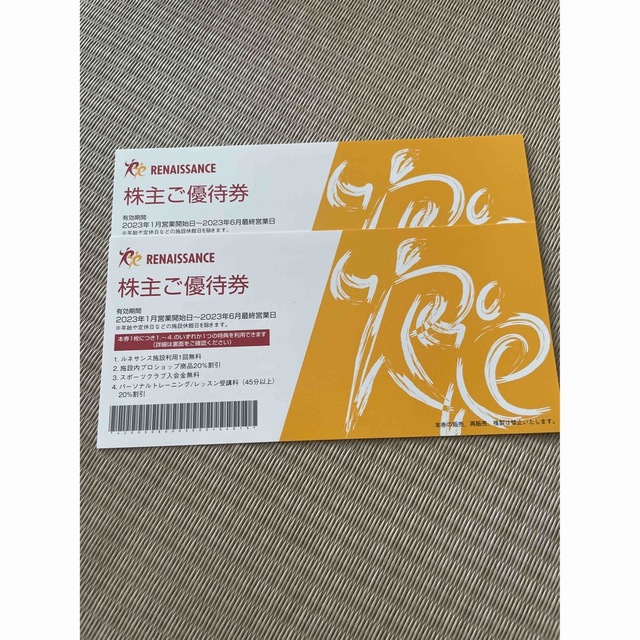 RENAISSANCE
株主ご優待券
有効期間
2023年1月営業開始日〜2023年6月最終営業日
※年始や定休日などの施設休館日を除きます。
RENAISSANCE
株主ご優待券
有効期間
2023年1月営業開始日〜2023年6月最終営業日
※年始や定休日などの施設休館日を除きます。
本券1枚につき1.〜4.のいずれか1つの特典を利用できます
(詳細は裏面をご確認ください)
1. ルネサンス施設利用1回無料
2. 施設内プロショップ商品20%割引
3. スポーツクラブ入会金無料
4. パーソナルトレーニング/レッスン受講料（45分以上）
20%割引
本券の販売、再販売、複製は禁止いたします。